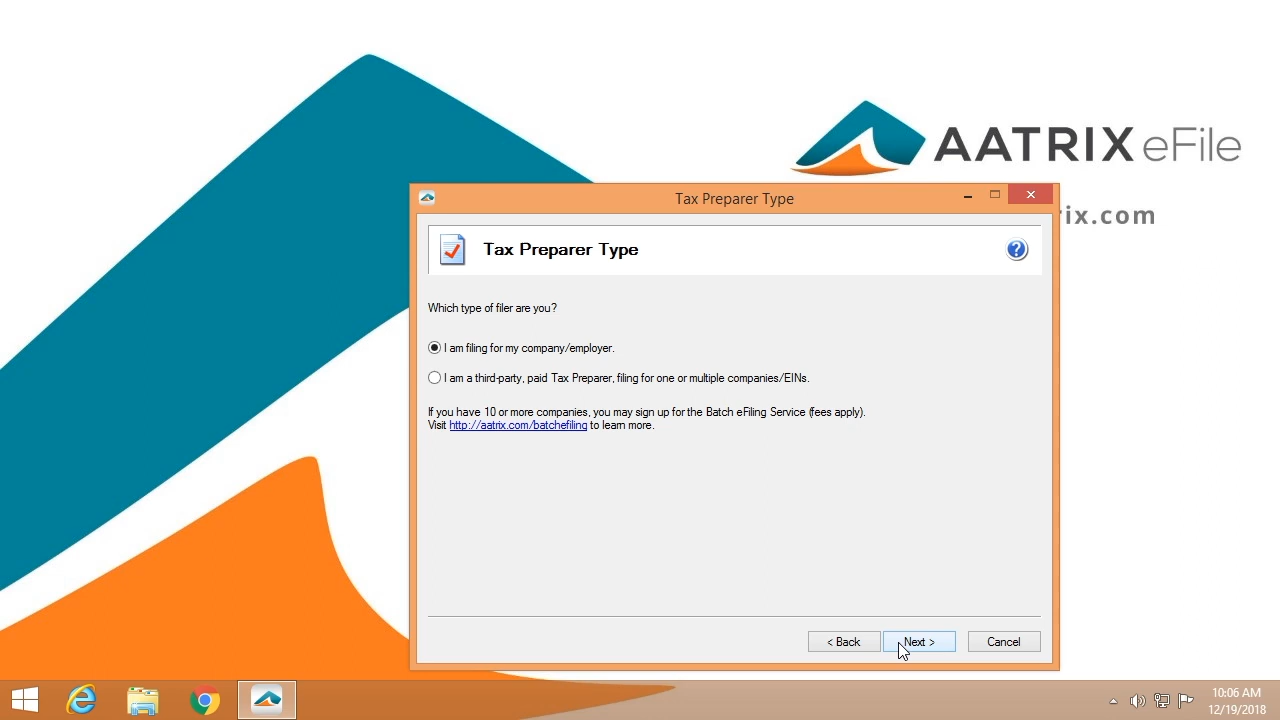 AATRIX eFile
rix.com
Tax Preparer Type
Tax Preparer Type
Which type of filer are you?
I am filing for my company/employer.
I am a third-party, paid Tax Preparer, filing for one or multiple companies/EINs.
If you have 10 or more companies, you may sign up for the Batch eFiling Service (fees apply).
Visit http://aatrix.com/batchefiling to learn more.
< Back Next > Cancel
10:06 AM
12/19/2018